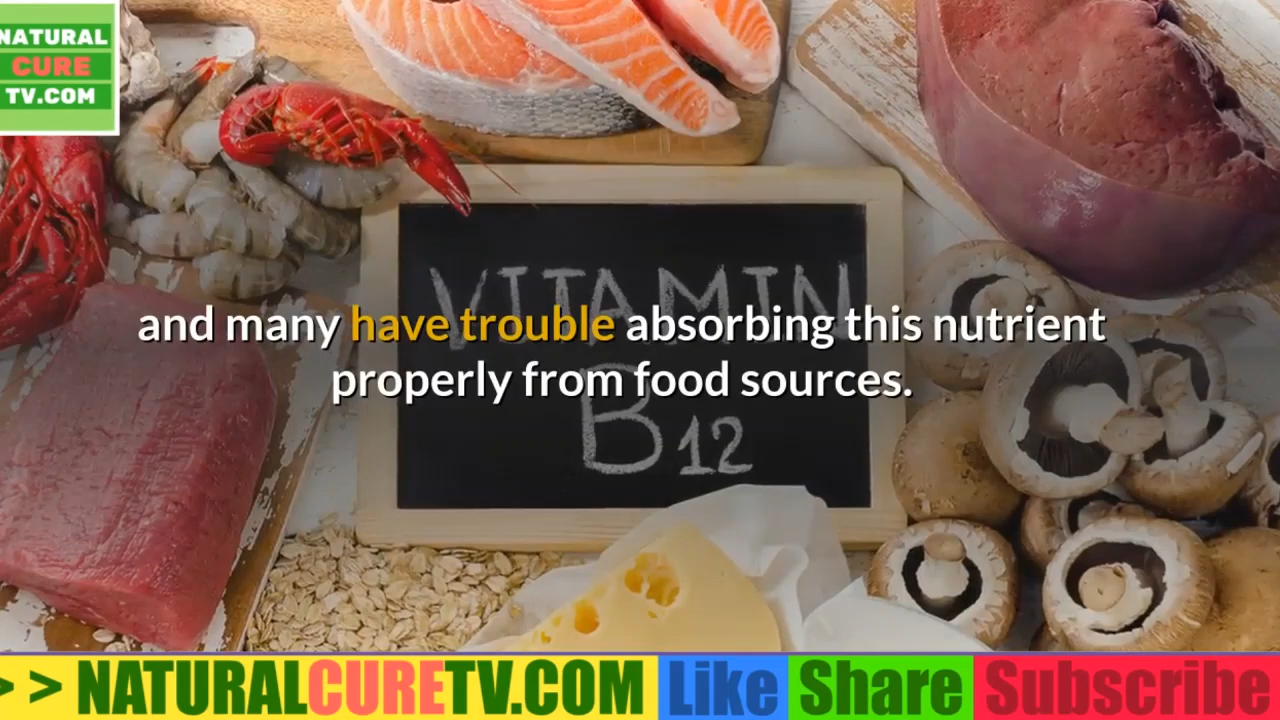 NATURAL
CURE
TV.COM
VITAMIN
and many have trouble absorbing this nutrient
properly from food sources.
B12
> > NATURALCURETV.COM Like Share Subscribe